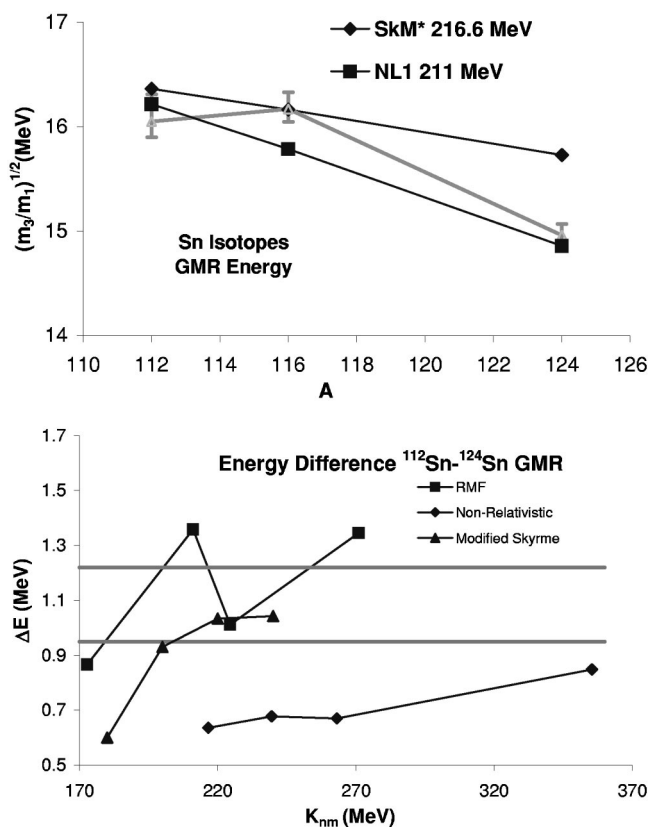 17
16
15
14
(m₃/m₁)^1/2(MeV)
SkM* 216.6 MeV
NL1 211 MeV
Sn Isotopes
GMR Energy
110 112 114 116 118 120 122 124 126
A
1.7
1.5
1.3
1.1
0.9
0.7
0.5
ΔE (MeV)
Energy Difference ¹¹²Sn-¹²⁴Sn GMR
RMF
Non-Relativistic
Modified Skyrme
170 220 270 320 370
Kₙₘ (MeV)